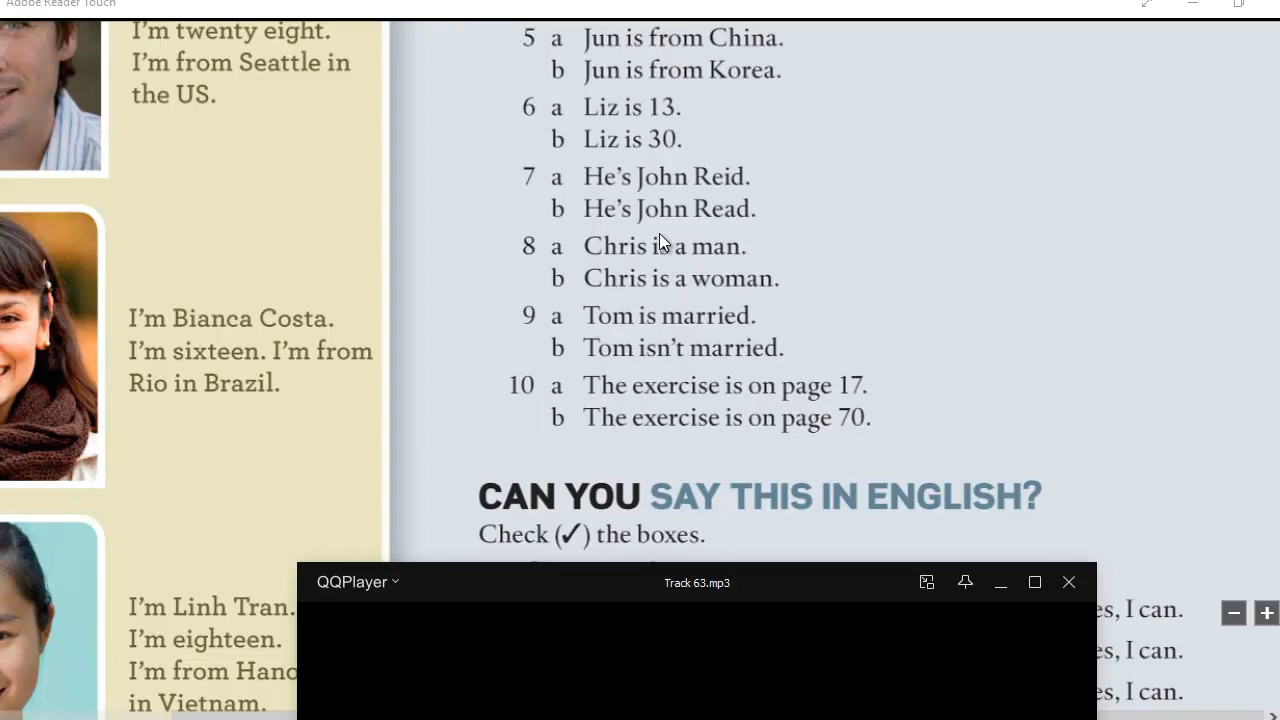 Adobe Reader Touch
I'm twenty eight.
I'm from Seattle in
the US.
I'm Bianca Costa.
I'm sixteen. I'm from
Rio in Brazil.
I'm Linh Tran.
I'm eighteen.
I'm from Hano
in Vietnam.
5 a Jun is from China.
b Jun is from Korea.
6 a Liz is 13.
b Liz is 30.
7 a He's John Reid.
b He's John Read.
8 a Chris is a man.
b Chris is a woman.
9 a Tom is married.
b Tom isn't married.
10 a The exercise is on page 17.
b The exercise is on page 70.
CAN YOU SAY THIS IN ENGLISH?
Check (✓) the boxes.
es, I can.
es, I can.
es, I can.
QQPlayer
Track 63.mp3